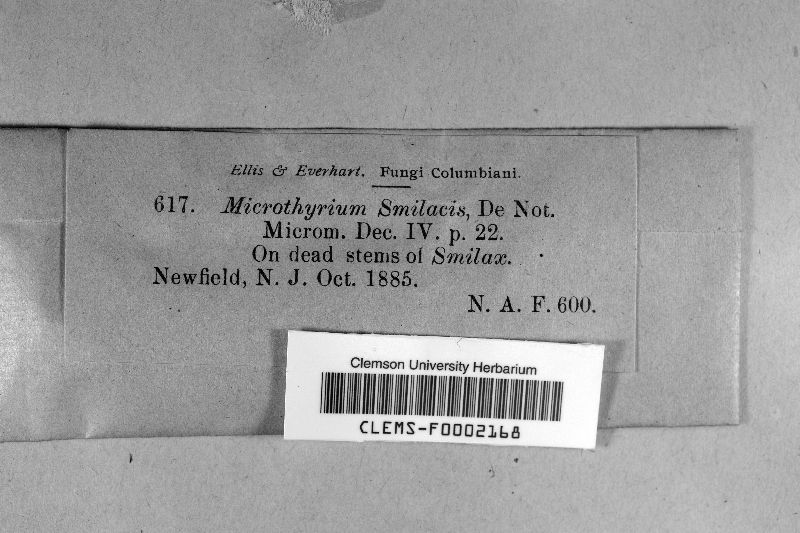 Ellis & Everhart. Fungi Columbiani.
617. Microthyrium Smilacis, De Not.
Microm. Dec. IV. p. 22.
On dead stems of Smilax.
Newfield, N. J. Oct. 1885.
N. A. F. 600.
Clemson University Herbarium
CLEMS-F0002168